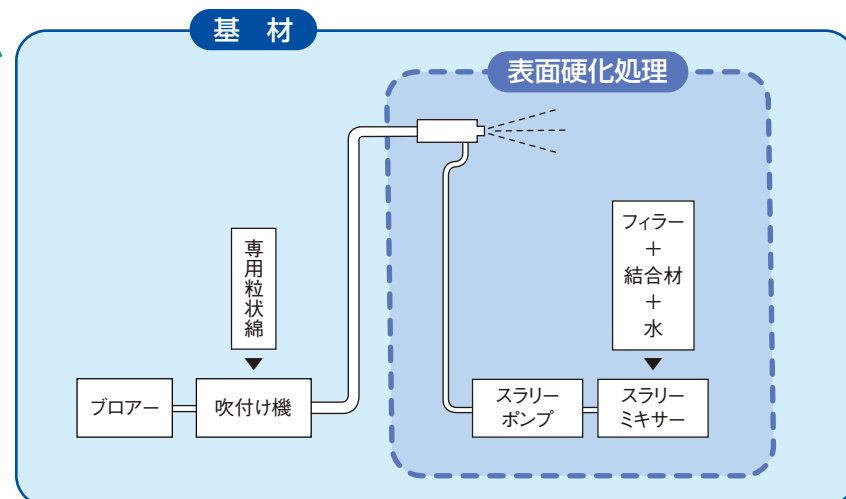 基 材
表面硬化処理
専用粒状綿
フィラー
+
結合材
+
水
ブロアー
吹付け機
スラリー
ポンプ
スラリー
ミキサー